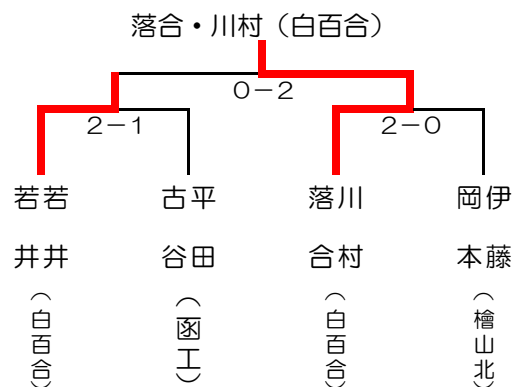 落合・川村（白百合）
0－2
2－1
2－0
若井
若井
古谷
平田
落合
川村
岡本
伊藤
（白百合）
（函工）
（白百合）
（檜山北）